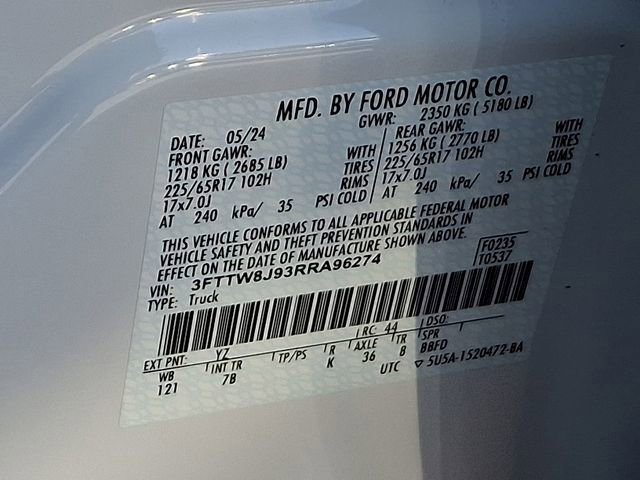 MFD. BY FORD MOTOR CO.
DATE: 05/24 GVWR: 2350 KG ( 5180 LB)
FRONT GAWR: REAR GAWR:
1218 KG ( 2685 LB) WITH 1256 KG ( 2770 LB) WITH
225/65R17 102H TIRES 225/65R17 102H TIRES
17x7.0J RIMS 17x7.0J RIMS
AT 240 kPa/ 35 PSI COLD AT 240 kPa/ 35 PSI COLD
THIS VEHICLE CONFORMS TO ALL APPLICABLE FEDERAL MOTOR
VEHICLE SAFETY AND THEFT PREVENTION STANDARDS IN
EFFECT ON THE DATE OF MANUFACTURE SHOWN ABOVE.
VIN: 3FTTW8J93RRA96274 F0235
TYPE: Truck T0537
EXT PNT: YZ RC: 44 DSO:
WB INT TR TP/PS R AXLE TR SPR
121 7B K 36 8 BBFD
UTC ▽ 5U5A-1520472-BA